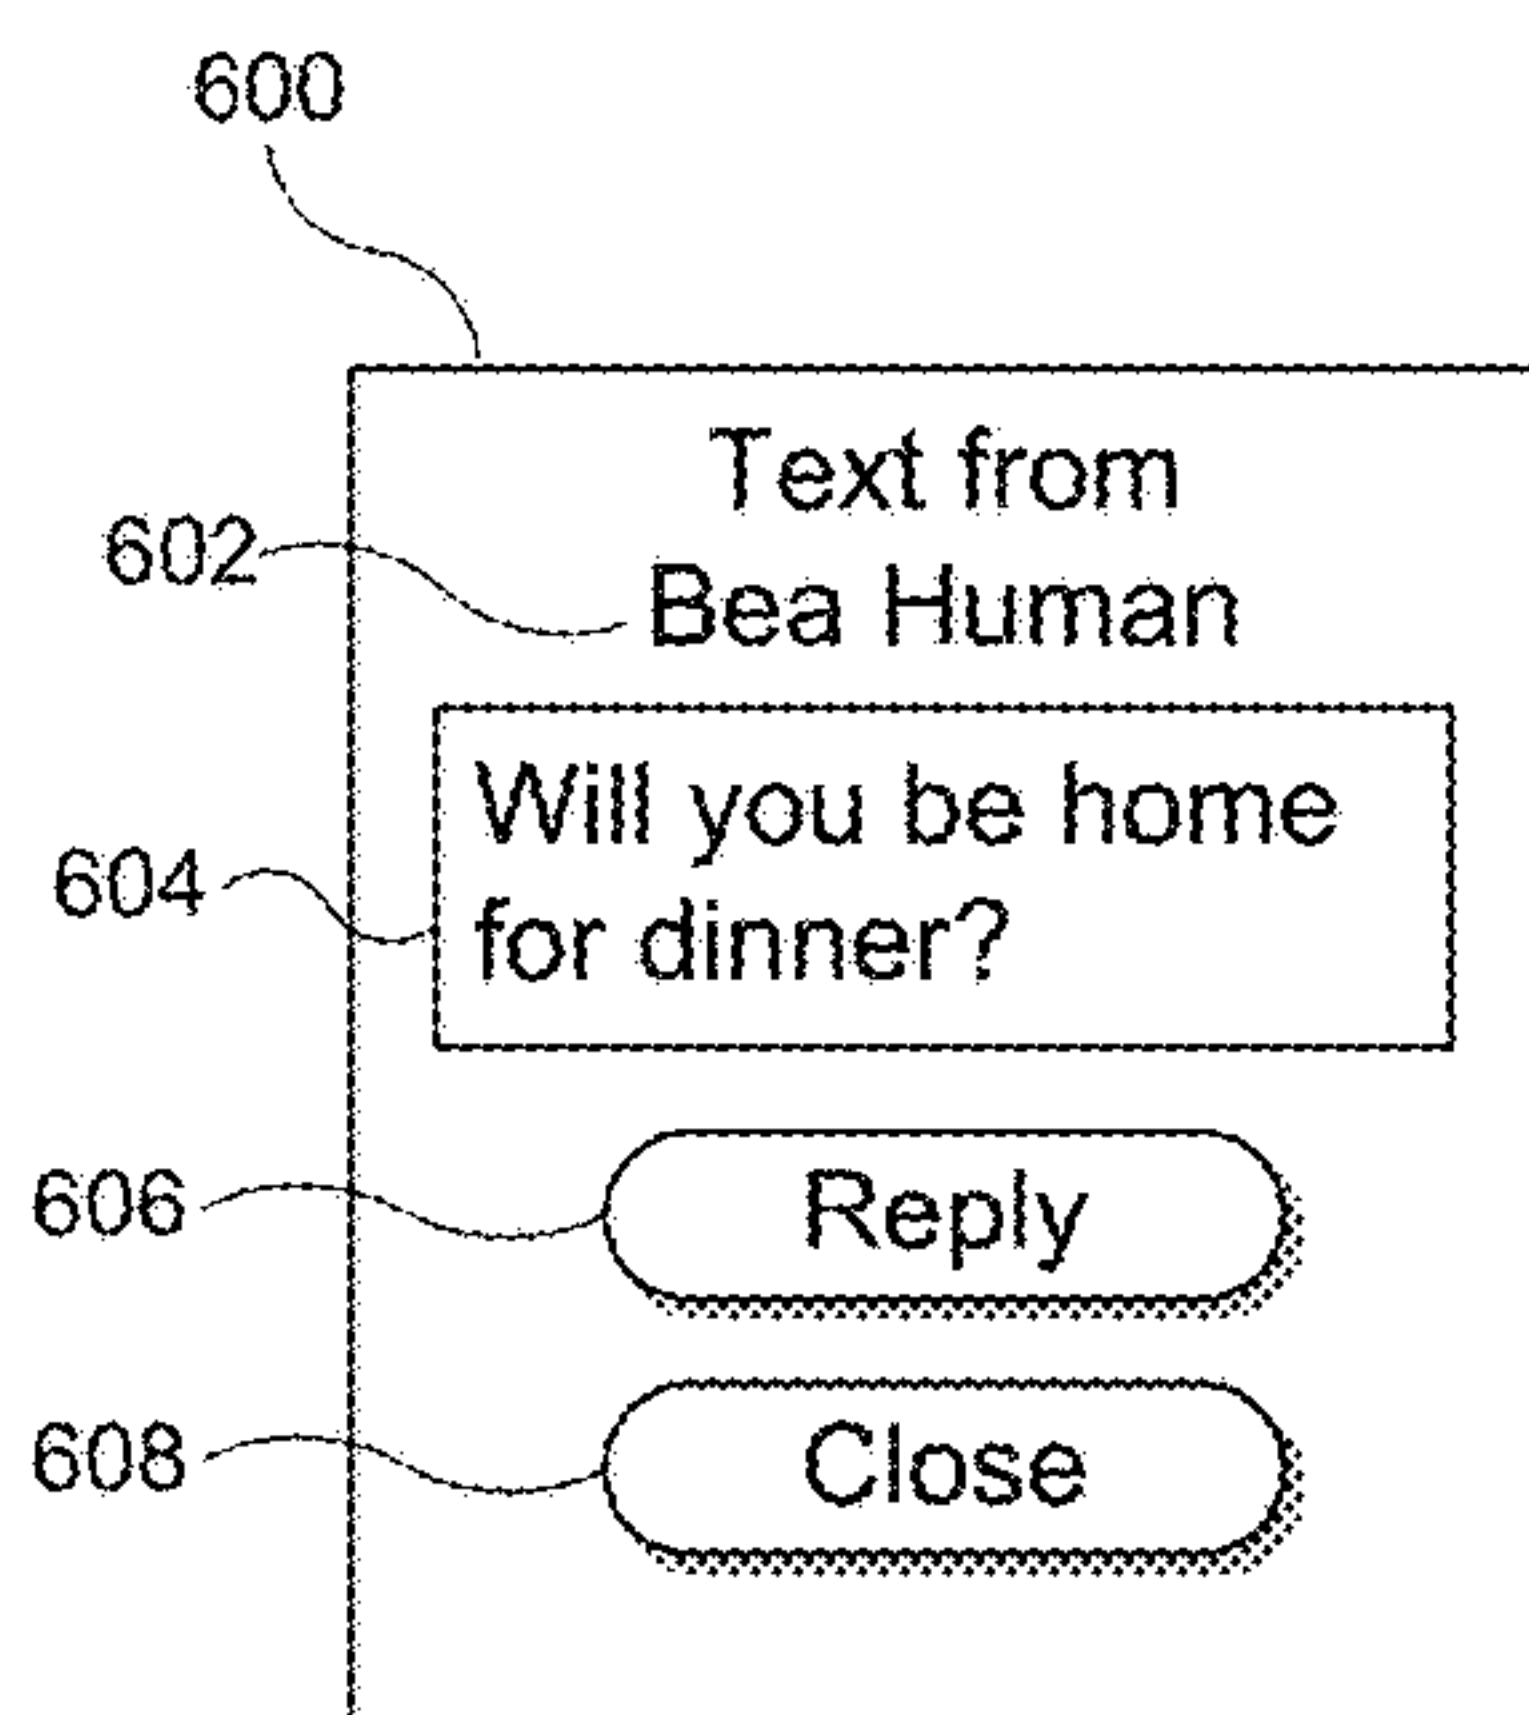 600
Text from
602
Bea Human
Will you be home
604
for dinner?
606
Reply
608
Close